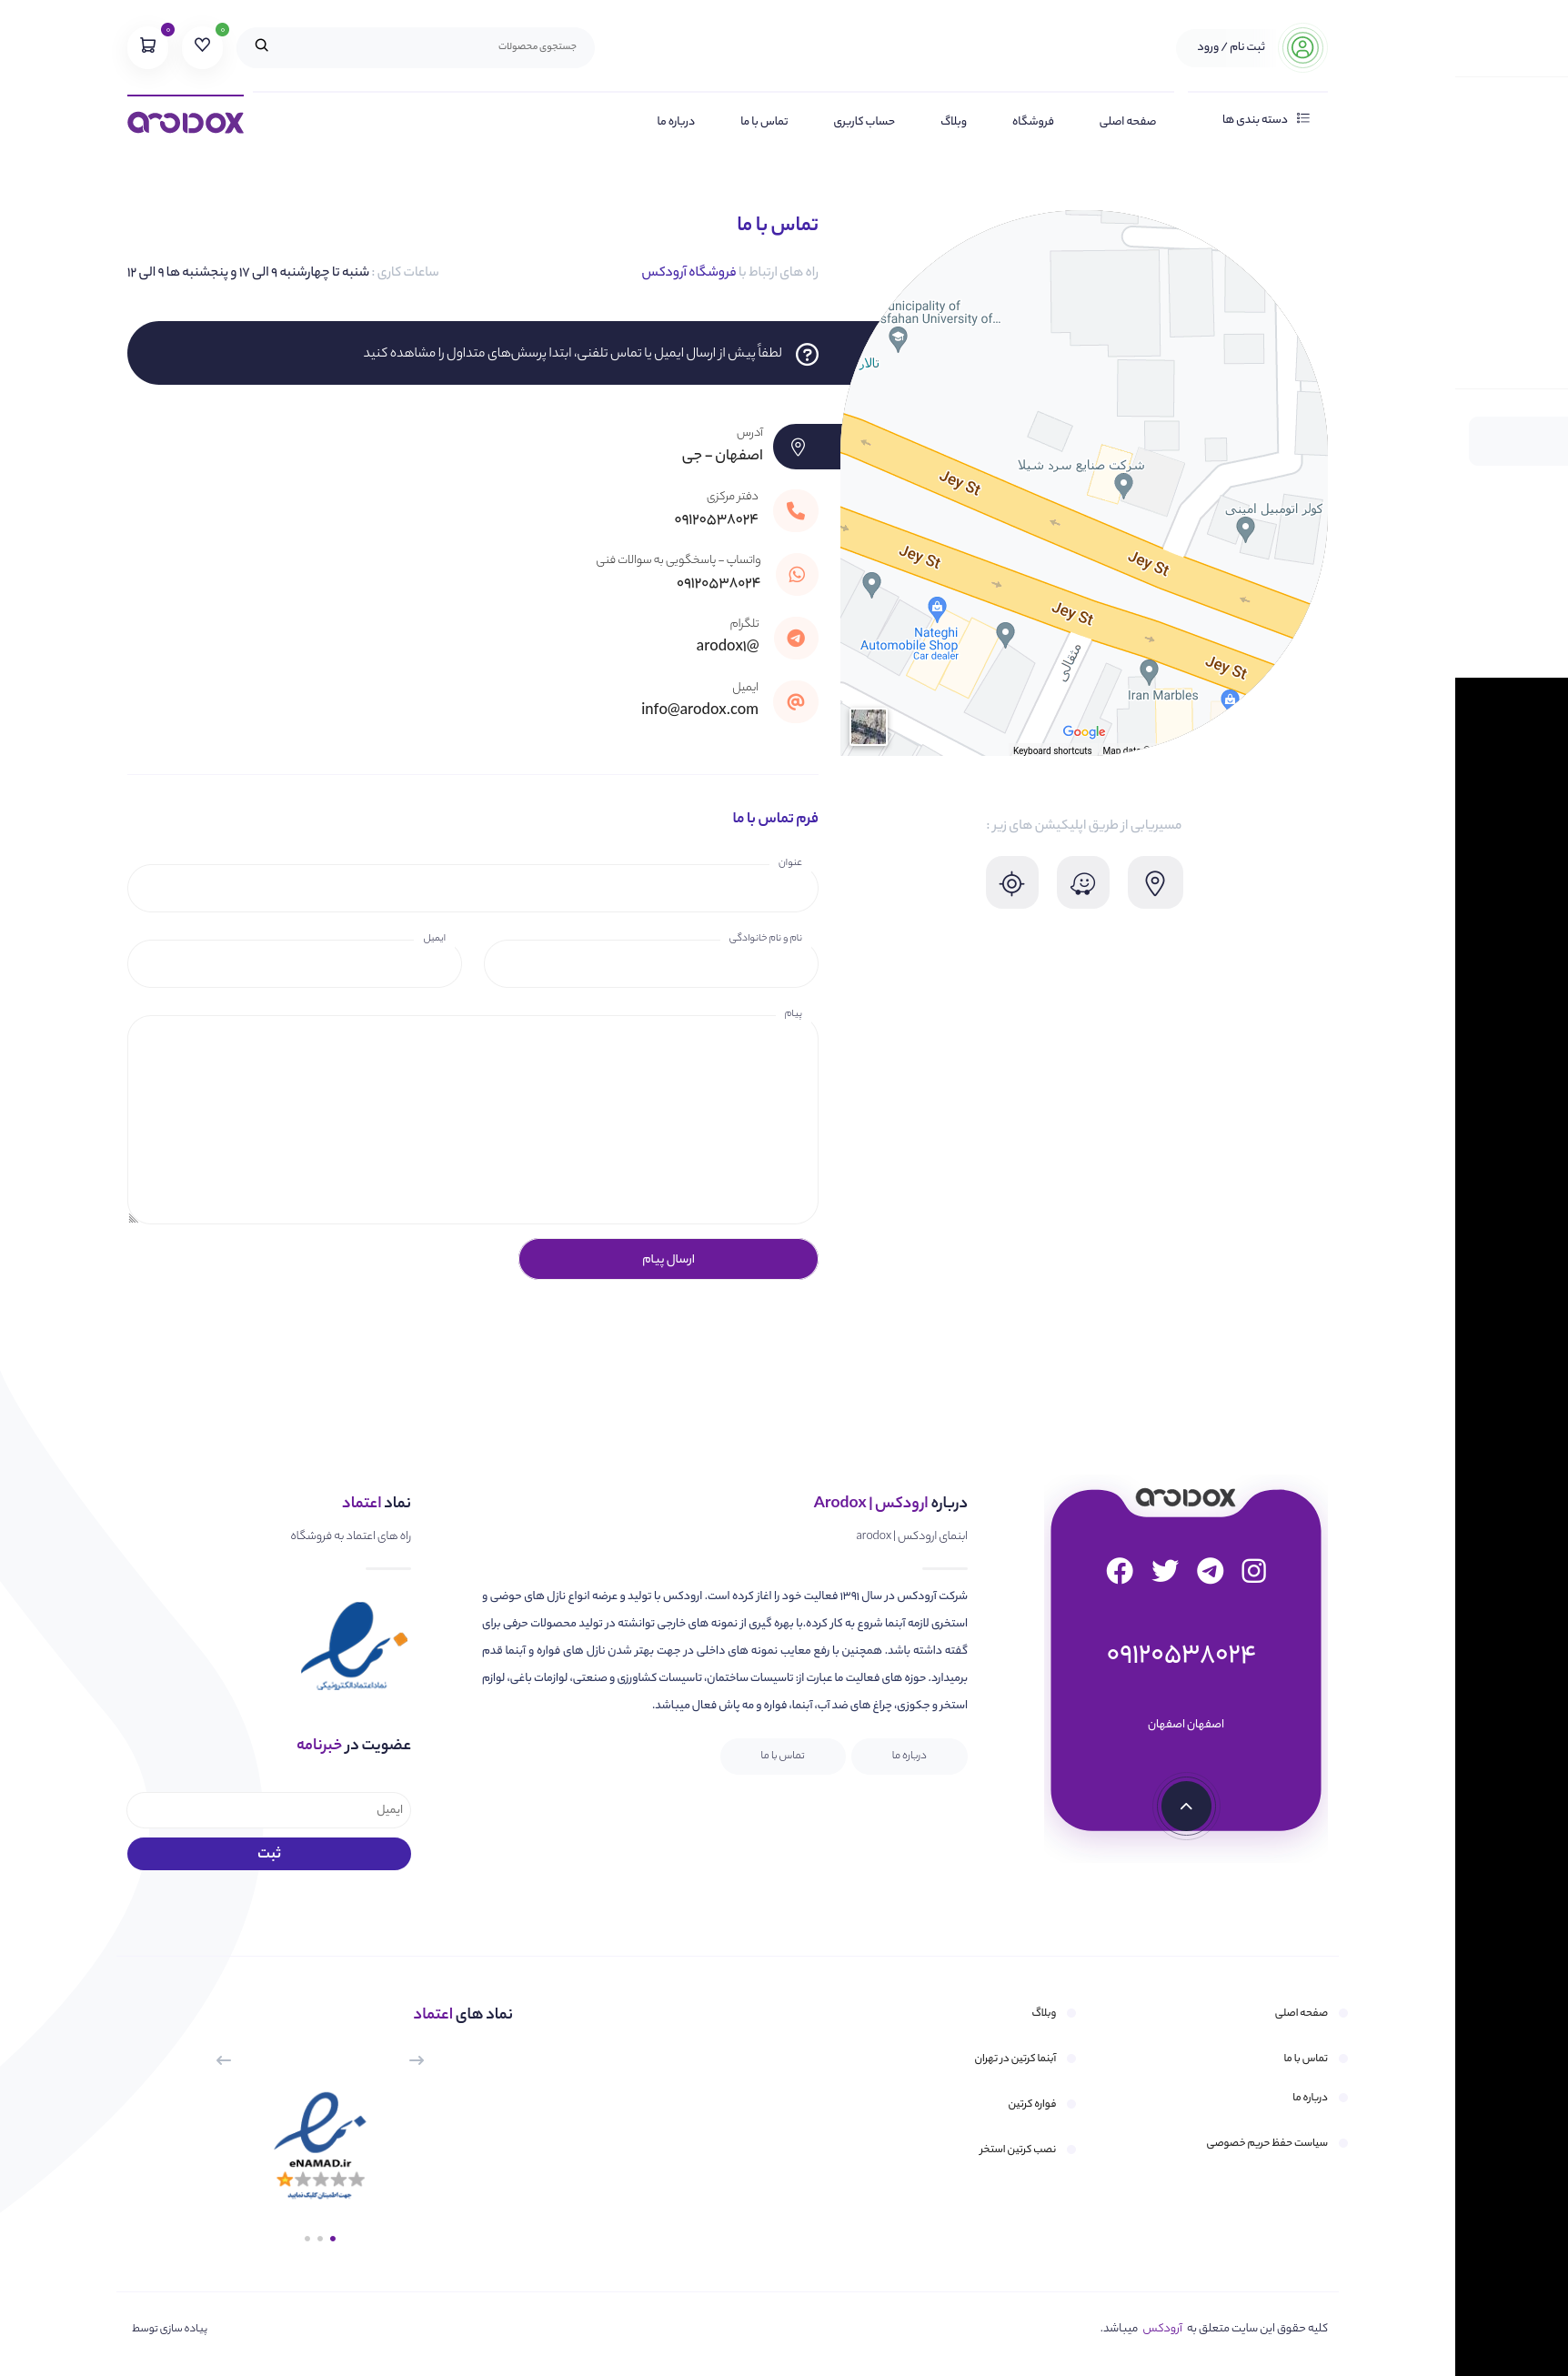 ثبت نام / ورود
جستجوی محصولات
۰
۰
دسته بندی ها
صفحه اصلی
فروشگاه
وبلاگ
حساب کاربری
تماس با ما
درباره ما
arodox
تماس با ما
راه های ارتباط با فروشگاه آرودکس
ساعات کاری : شنبه تا چهارشنبه ۹ الی ۱۷ و پنجشنبه ها ۹ الی ۱۲
لطفاً پیش از ارسال ایمیل یا تماس تلفنی، ابتدا پرسش‌های متداول را مشاهده کنید
آدرس
اصفهان - جی
دفتر مرکزی
۰۹۱۲۰۵۳۸۰۲۴
واتساپ - پاسخگویی به سوالات فنی
۰۹۱۲۰۵۳۸۰۲۴
تلگرام
arodox۱@
ایمیل
info@arodox.com
unicipality of
sfahan University of...
تالار
شرکت صنایع سرد شیلا
کولر اتومبیل امینی
Jey St
Jey St
Jey St
Jey St
Jey St
Nateghi
Automobile Shop
Car dealer
مثقالی
Iran Marbles
Google
Keyboard shortcuts
Map data
مسیریابی از طریق اپلیکیشن های زیر :
فرم تماس با ما
عنوان
نام و نام خانوادگی
ایمیل
پیام
ارسال پیام
arodox
۰۹۱۲۰۵۳۸۰۲۴
اصفهان اصفهان
درباره ارودکس | Arodox
ابنمای ارودکس | arodox
شرکت آرودکس در سال ۱۳۹۱ فعالیت خود را اغاز کرده است. ارودکس با تولید و عرضه انواع نازل های حوضی و
استخری لازمه آبنما شروع به کار کرده.با بهره گیری از نمونه های خارجی توانشته در تولید محصولات حرفی برای
گفته داشته باشد. همچنین با رفع معایب نمونه های داخلی در جهت بهتر شدن نازل های فواره و آبنما قدم
برمیدارد. حوزه های فعالیت ما عبارت از: تاسیسات ساختمان، تاسیسات کشاورزی و صنعتی، لوازمات باغی، لوازم
استخر و جکوزی، چراغ های ضد آب، آبنما، فواره و مه پاش فعال میباشد.
درباره ما
تماس با ما
نماد اعتماد
راه های اعتماد به فروشگاه
نماد اعتماد الکترونیکی
عضویت در خبرنامه
ایمیل
ثبت
صفحه اصلی
تماس با ما
درباره ما
سیاست حفظ حریم خصوصی
وبلاگ
آبنما کرتین در تهران
فواره کرتین
نصب کرتین استخر
نماد های اعتماد
eNAMAD.ir
جهت اطمینان کلیک نمایید
کلیه حقوق این سایت متعلق به آرودکس میباشد.
پیاده سازی توسط